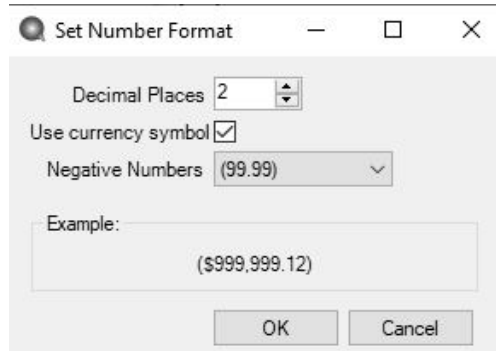 Set Number Format
Decimal Places 2
Use currency symbol
Negative Numbers (99.99)
Example:
($999,999.12)
OK Cancel